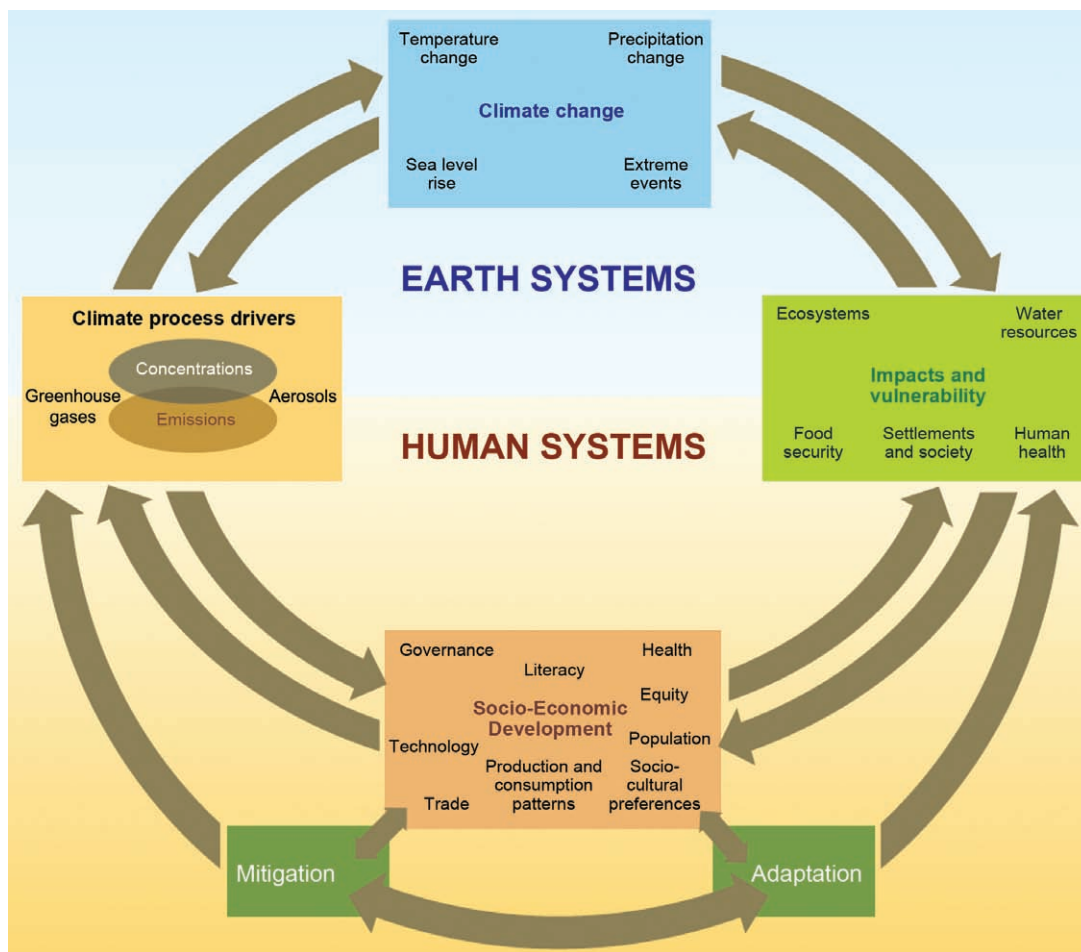 Temperature
change
Precipitation
change
Climate change
Sea level
rise
Extreme
events
EARTH SYSTEMS
Climate process drivers
Concentrations
Greenhouse
gases
Aerosols
Emissions
Ecosystems
Water
resources
Impacts and
vulnerability
Food
security
Settlements
and society
Human
health
HUMAN SYSTEMS
Governance
Literacy
Health
Equity
Socio-Economic
Development
Population
Technology
Production and
consumption
patterns
Socio-
cultural
preferences
Trade
Mitigation
Adaptation